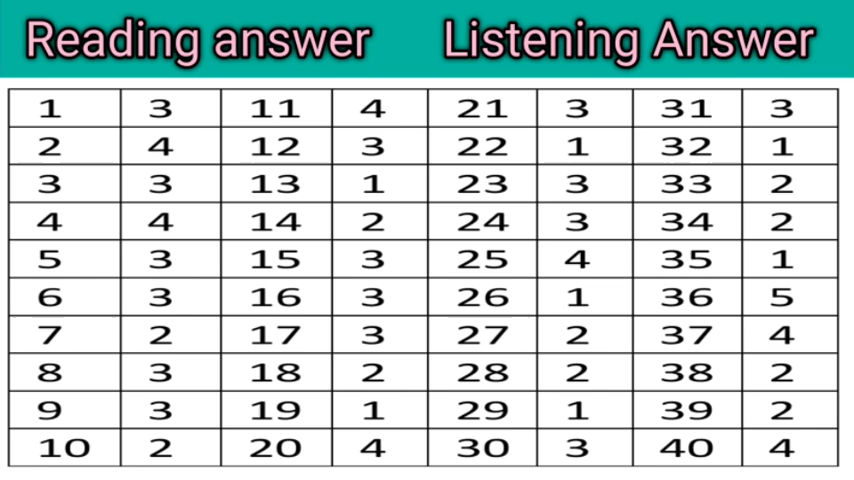 Reading answer Listening Answer
1 3 11 4 21 3 31 3
2 4 12 3 22 1 32 1
3 3 13 1 23 3 33 2
4 4 14 2 24 3 34 2
5 3 15 3 25 4 35 1
6 3 16 3 26 1 36 5
7 2 17 3 27 2 37 4
8 3 18 2 28 2 38 2
9 3 19 1 29 1 39 2
10 2 20 4 30 3 40 4